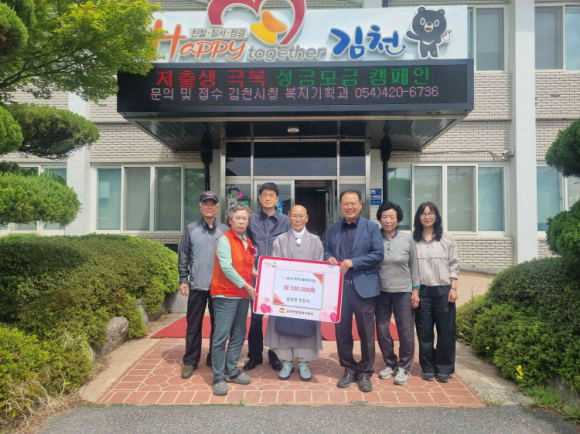 친절·질서·청결
Happy together 김천
저출생 극복 성금모금 캠페인
문의 및 접수 김천시청 복지기획과 054)420-6736
금 500,000원